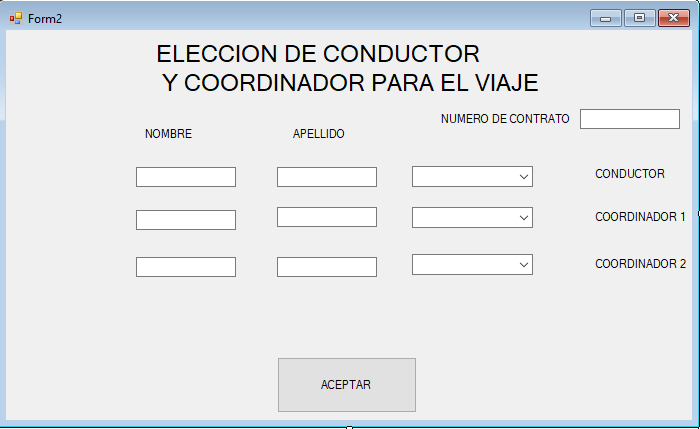 Form2
ELECCION DE CONDUCTOR
Y COORDINADOR PARA EL VIAJE
NUMERO DE CONTRATO
NOMBRE
APELLIDO
CONDUCTOR
COORDINADOR 1
COORDINADOR 2
ACEPTAR